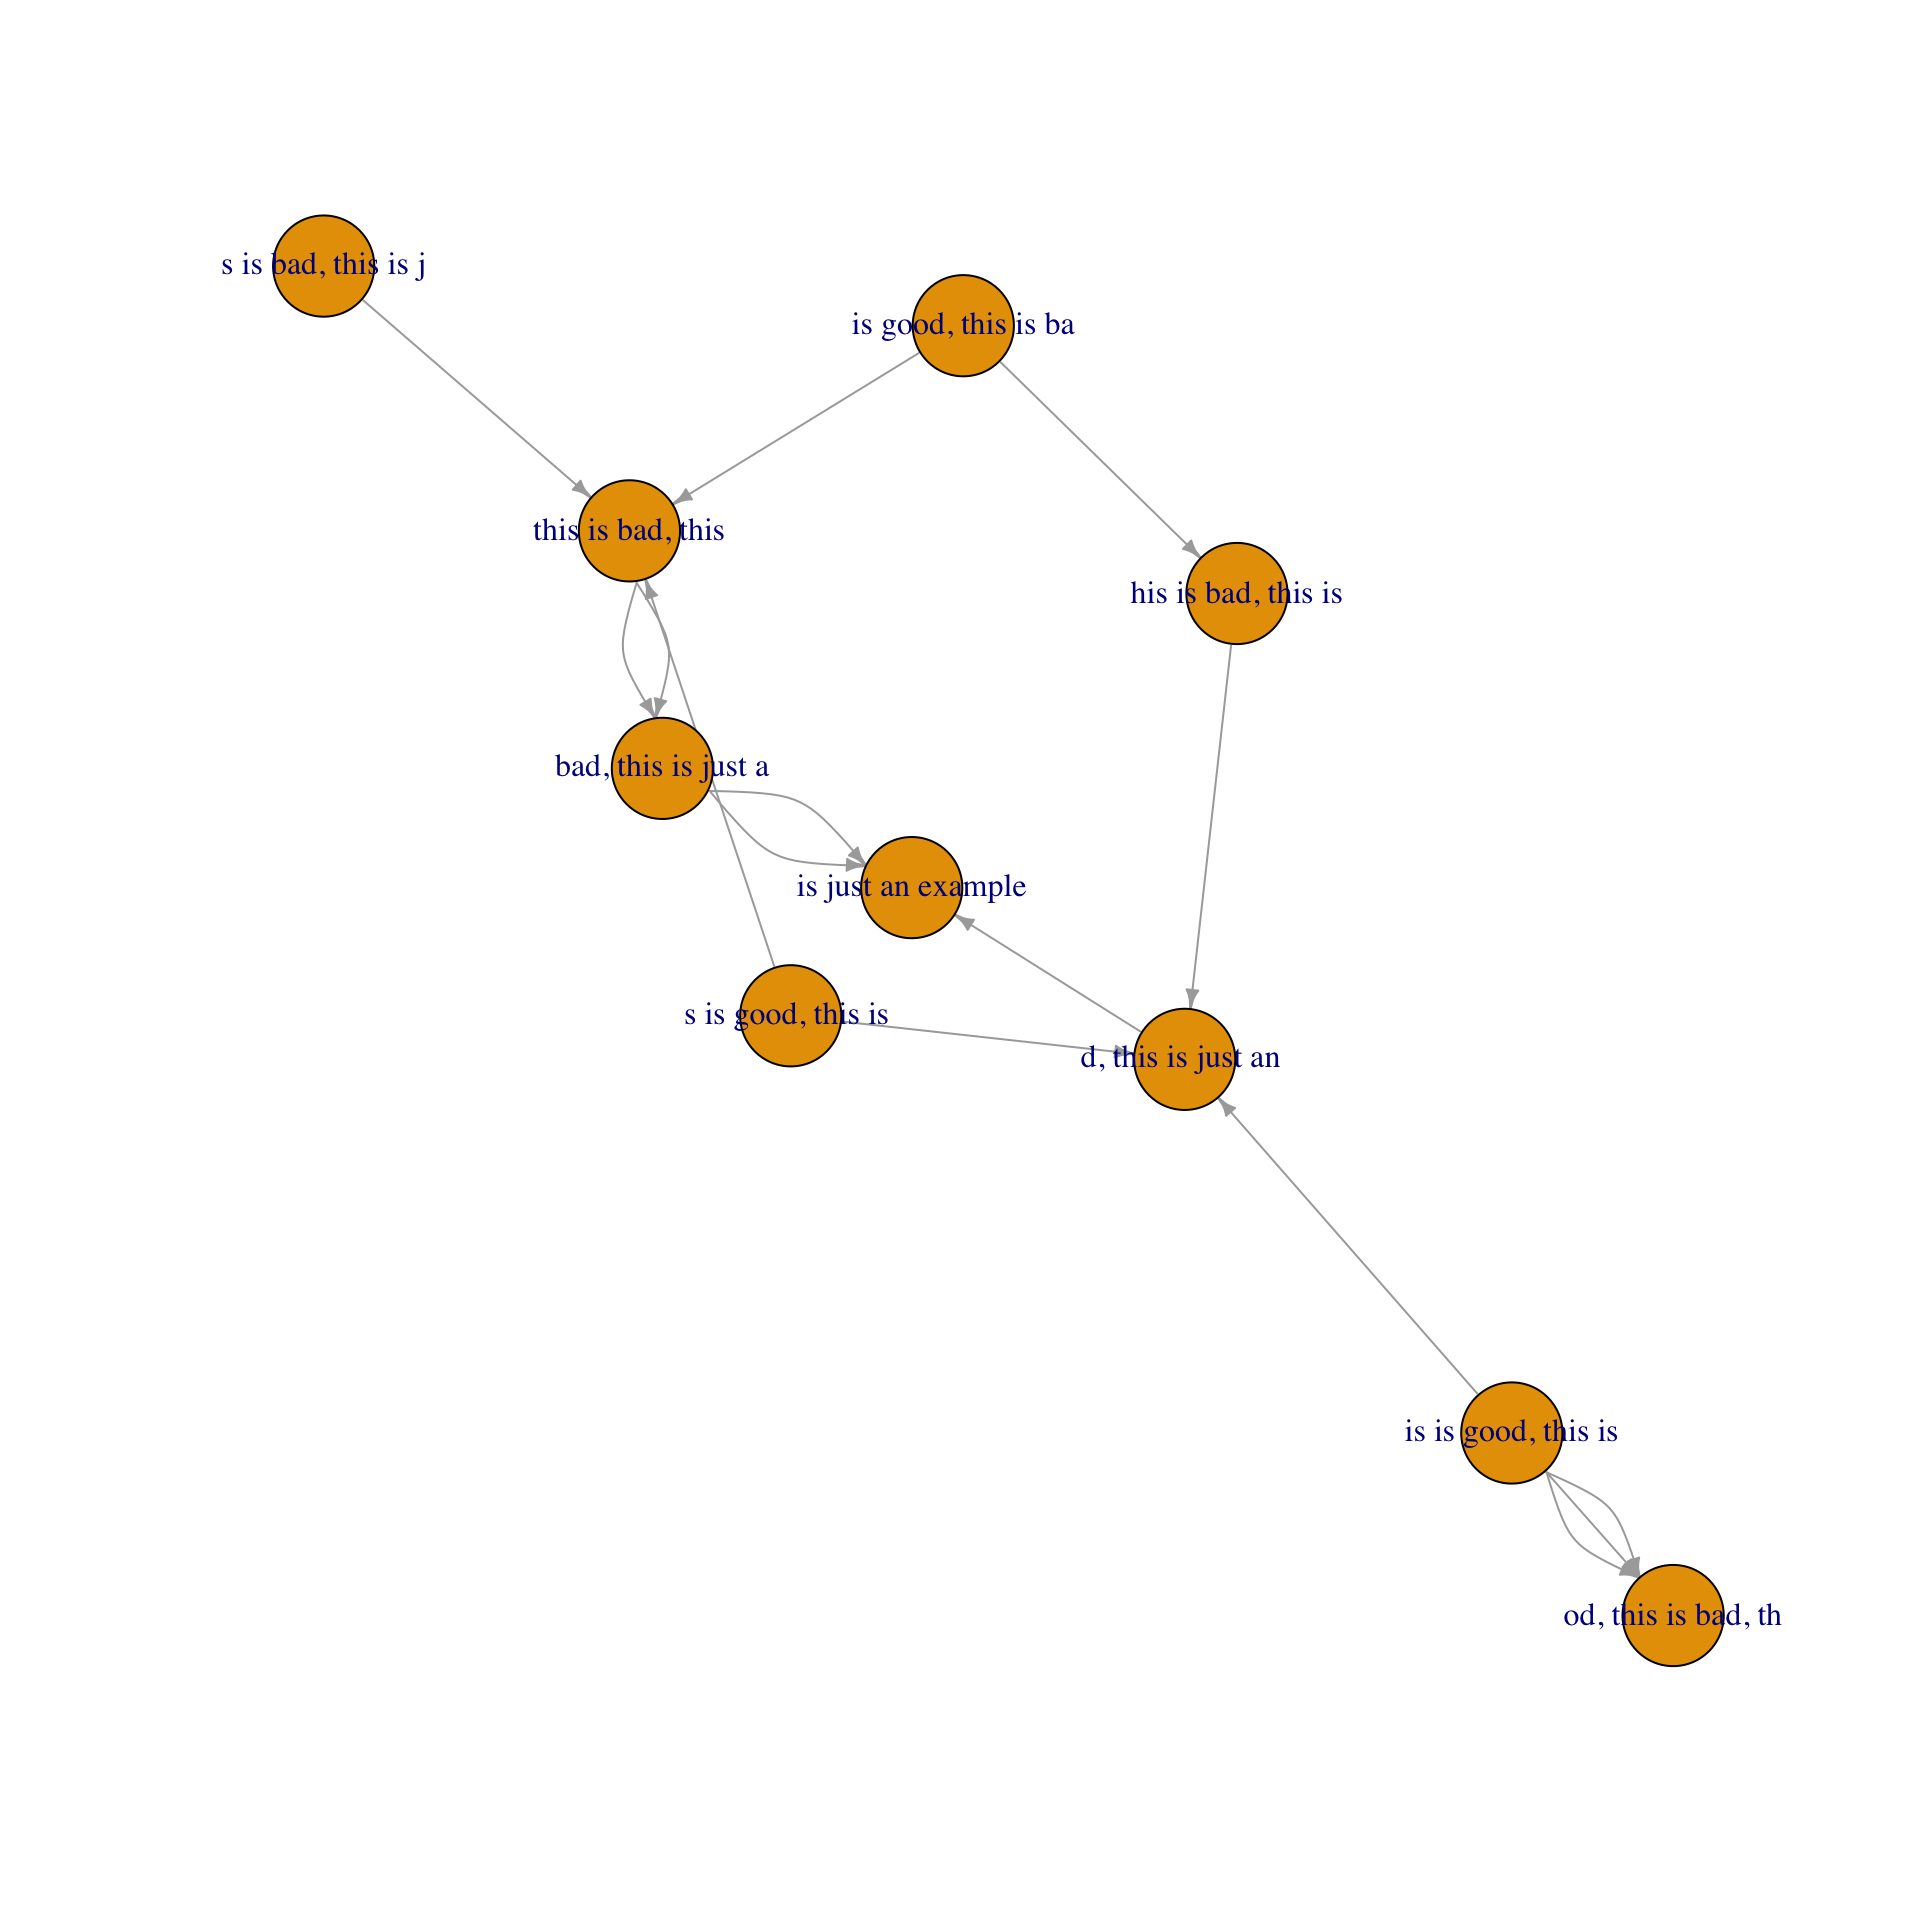 s is bad, this is j
is good, this is ba
this is bad, this
his is bad, this is
bad, this is just a
is just an example
s is good, this is
d, this is just an
is is good, this is
od, this is bad, th